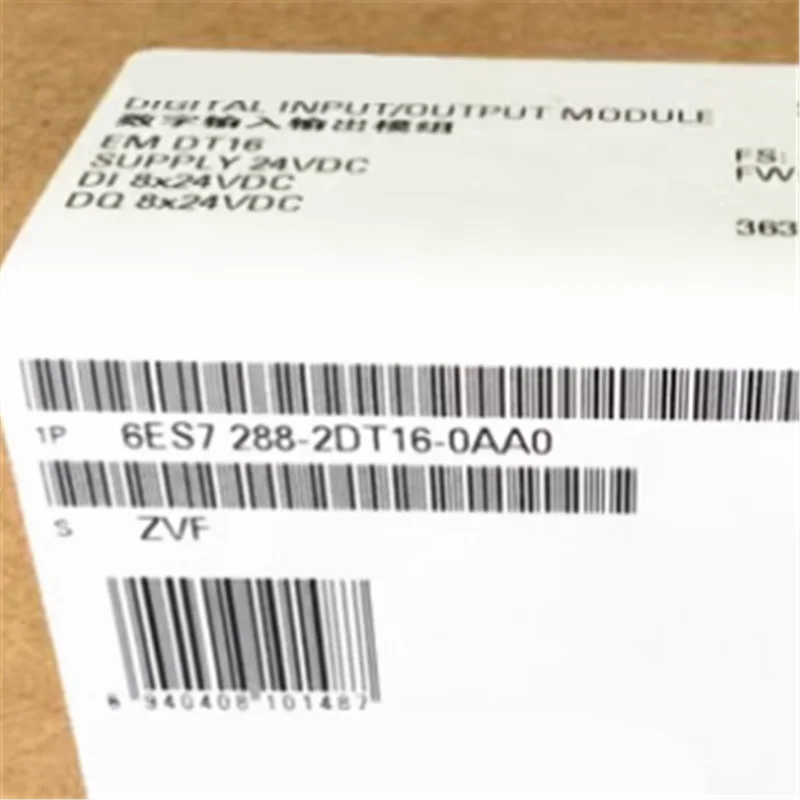 DIGITAL INPUT/OUTPUT MODULE
数字输入输出模组
EM DT16
SUPPLY 24VDC
DI 8x24VDC
DQ 8x24VDC
FS:
FW
363
1P 6ES7 288-2DT16-0AA0
S ZVF
6 940408 101487